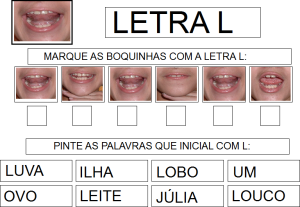 LETRA L
MARQUE AS BOQUINHAS COM A LETRA L:
PINTE AS PALAVRAS QUE INICIAL COM L:
LUVA ILHA LOBO UM
OVO LEITE JÚLIA LOUCO